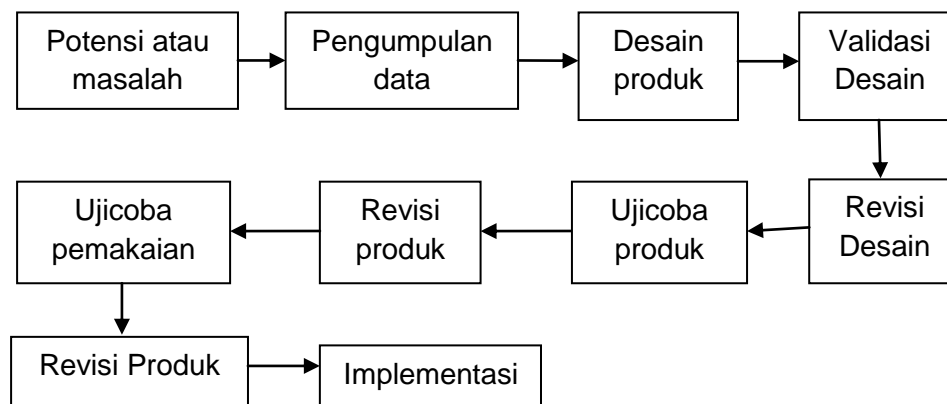 Potensi atau
masalah
Pengumpulan
data
Desain
produk
Validasi
Desain
Revisi
Desain
Ujicoba
produk
Revisi
produk
Ujicoba
pemakaian
Revisi Produk
Implementasi